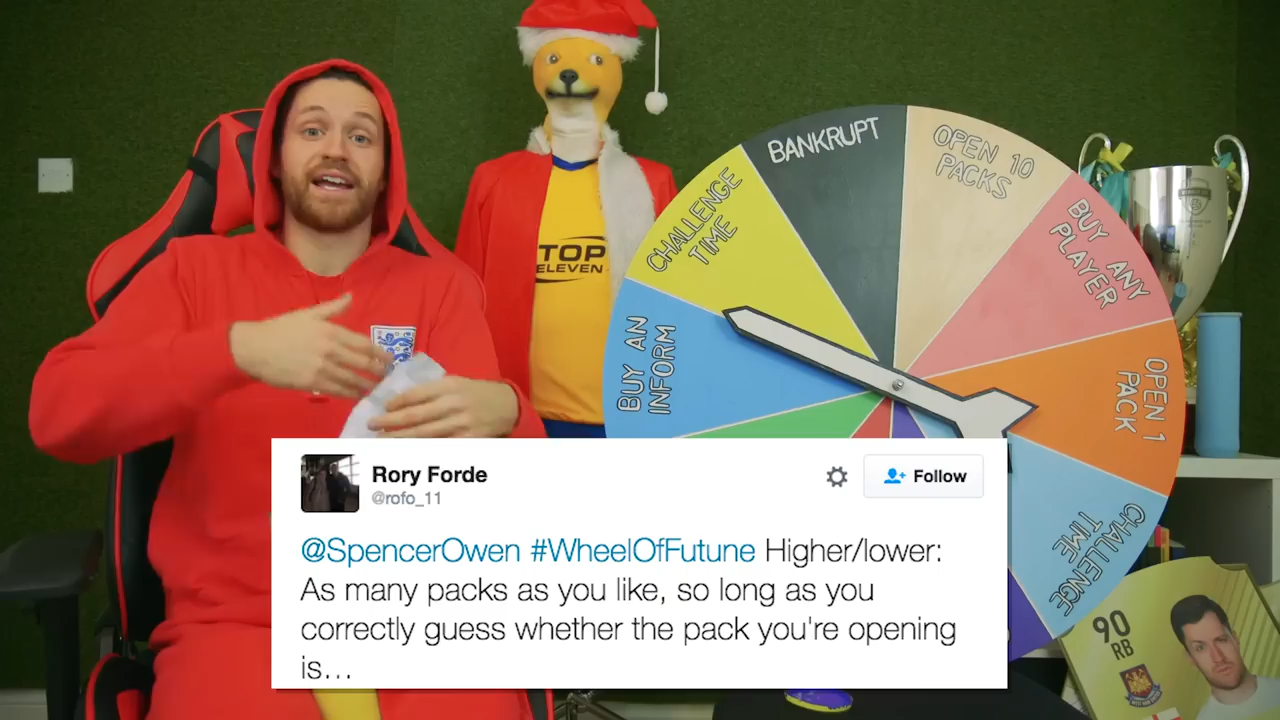 BANKRUPT
OPEN 10
PACKS
CHALLENGE
TIME
BUY ANY
PLAYER
BUY AN
INFORM
OPEN 1
PACK
CHALLENGE
TIME
TOP
ELEVEN
90
RB
Rory Forde
@rofo_11
Follow
@SpencerOwen #WheelOfFutune Higher/lower:
As many packs as you like, so long as you
correctly guess whether the pack you're opening
is...